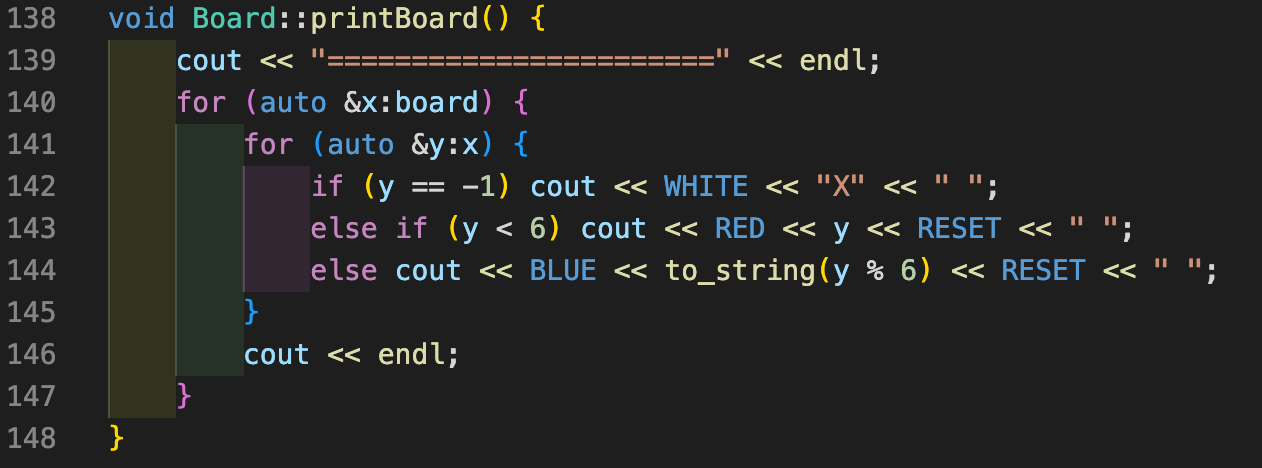 138 void Board::printBoard() {
139     cout << "=======================" << endl;
140     for (auto &x:board) {
141         for (auto &y:x) {
142             if (y == -1) cout << WHITE << "X" << " ";
143             else if (y < 6) cout << RED << y << RESET << " ";
144             else cout << BLUE << to_string(y % 6) << RESET << " ";
145         }
146         cout << endl;
147     }
148 }